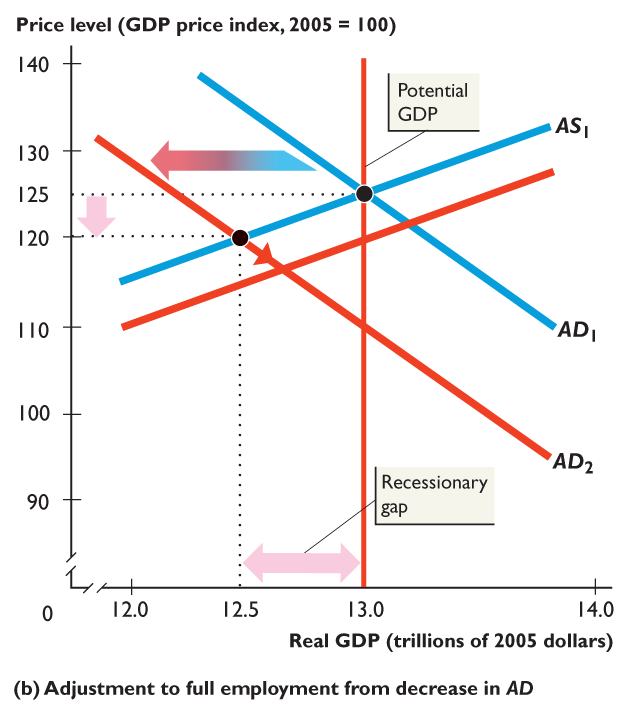 Price level (GDP price index, 2005 = 100)
140
130
125
120
110
100
90
0
Potential
GDP
AS1
AD1
AD2
Recessionary
gap
12.0 12.5 13.0 14.0
Real GDP (trillions of 2005 dollars)
(b) Adjustment to full employment from decrease in AD